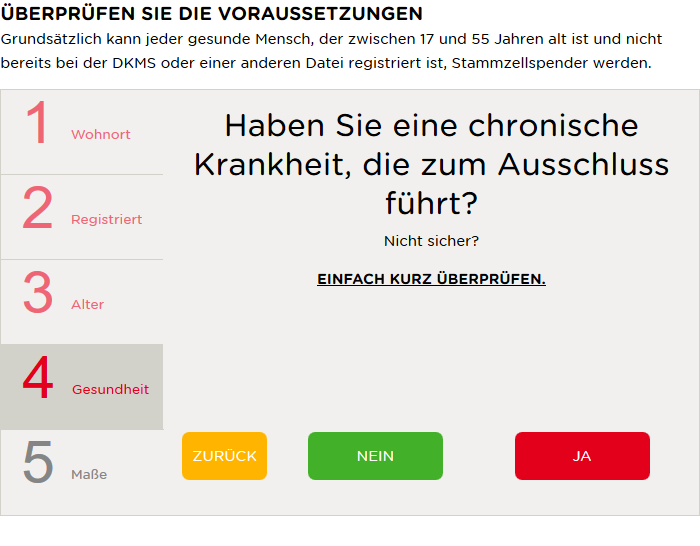 ÜBERPRÜFEN SIE DIE VORAUSSETZUNGEN
Grundsätzlich kann jeder gesunde Mensch, der zwischen 17 und 55 Jahren alt ist und nicht
bereits bei der DKMS oder einer anderen Datei registriert ist, Stammzellspender werden.
1 Wohnort
2 Registriert
3 Alter
4 Gesundheit
5 Maße
Haben Sie eine chronische
Krankheit, die zum Ausschluss
führt?
Nicht sicher?
EINFACH KURZ ÜBERPRÜFEN.
ZURÜCK NEIN JA